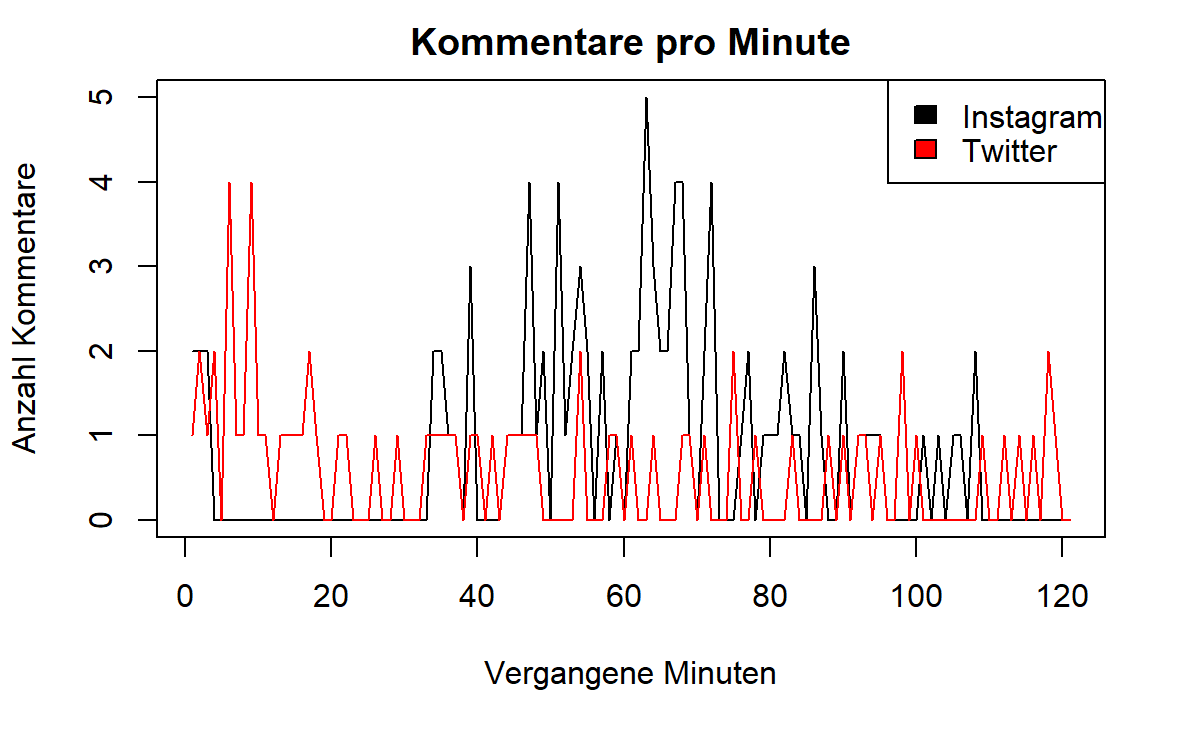 Kommentare pro Minute
Instagram
Twitter
Anzahl Kommentare
5
4
3
2
1
0
0 20 40 60 80 100 120
Vergangene Minuten